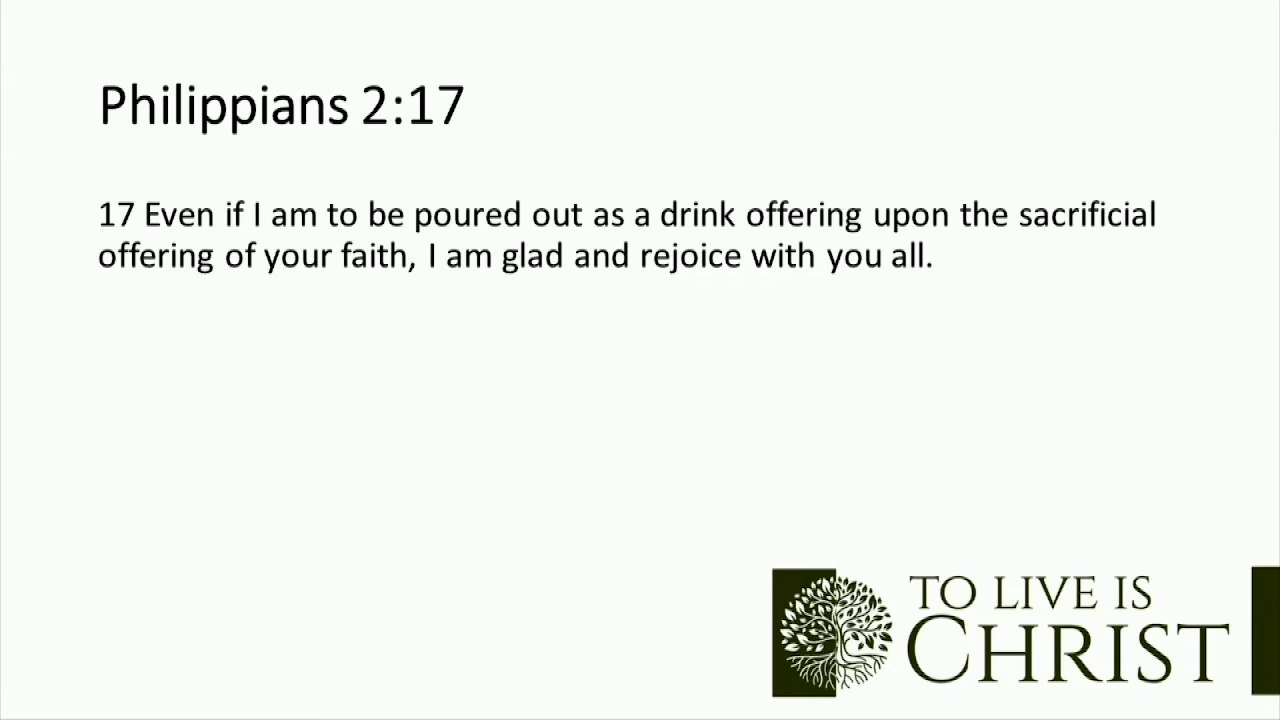 Philippians 2:17
17 Even if I am to be poured out as a drink offering upon the sacrificial
offering of your faith, I am glad and rejoice with you all.
TO LIVE IS
CHRIST